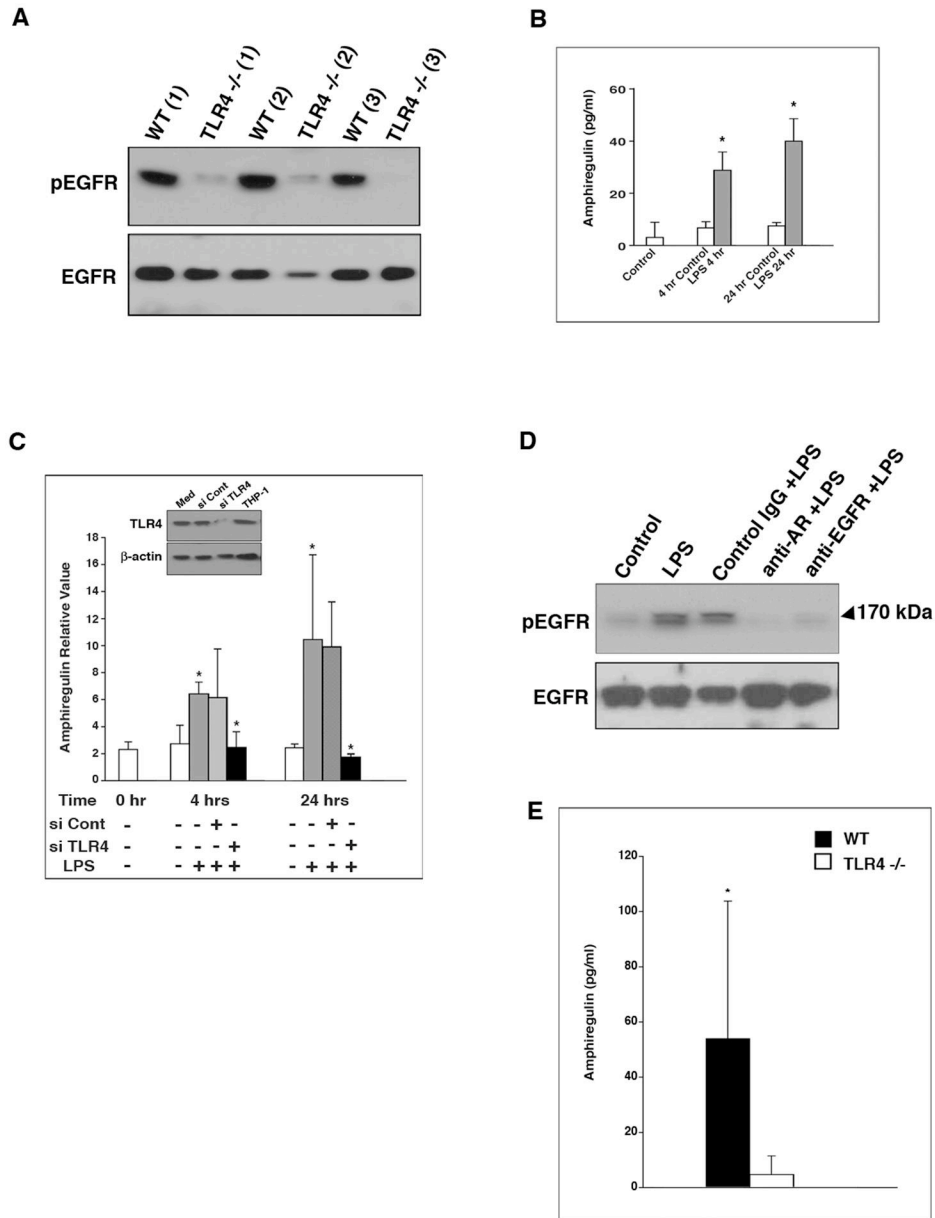 A
WT (1)
TLR4 -/- (1)
WT (2)
TLR4 -/- (2)
WT (3)
TLR4 -/- (3)
pEGFR
EGFR
B
Amphiregulin (pg/ml)
60
40
20
0
*
*
Control
4 hr Control
LPS 4 hr
24 hr Control
LPS 24 hr
C
Med
si Cont
si TLR4
THP-1
TLR4
β-actin
Amphiregulin Relative Value
18
16
14
12
10
8
6
4
2
0
*
*
*
*
Time 0 hr 4 hrs 24 hrs
si Cont - - - + - - - + -
si TLR4 - - - - + - - - +
LPS - - + + + - + + +
D
Control
LPS
Control IgG +LPS
anti-AR +LPS
anti-EGFR +LPS
pEGFR
◄170 kDa
EGFR
E
WT
TLR4 -/-
Amphiregulin (pg/ml)
120
100
80
60
40
20
0
*